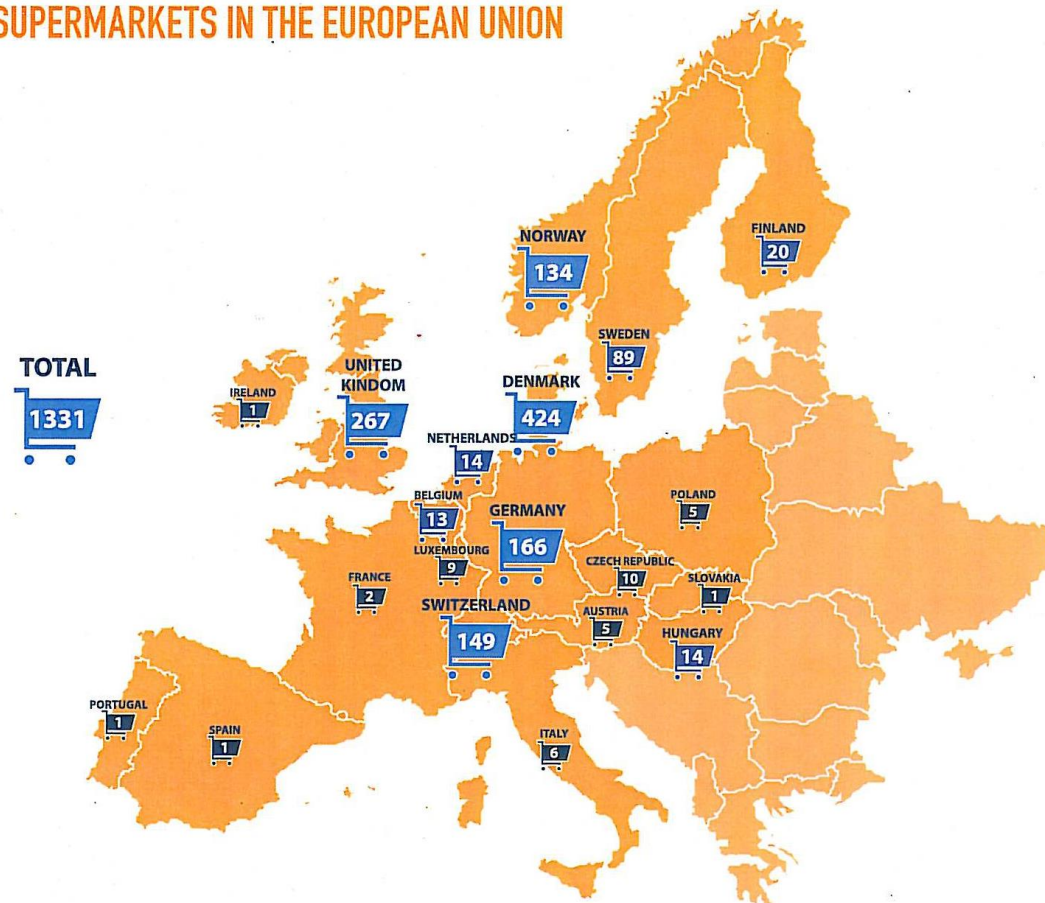 SUPERMARKETS IN THE EUROPEAN UNION
NORWAY
134
FINLAND
20
SWEDEN
89
TOTAL
1331
IRELAND
1
UNITED
KINDOM
267
DENMARK
424
NETHERLANDS
14
BELGIUM
13
GERMANY
166
POLAND
5
LUXEMBOURG
9
CZECH REPUBLIC
10
SLOVAKIA
1
FRANCE
2
SWITZERLAND
149
AUSTRIA
5
HUNGARY
14
PORTUGAL
1
SPAIN
1
ITALY
6